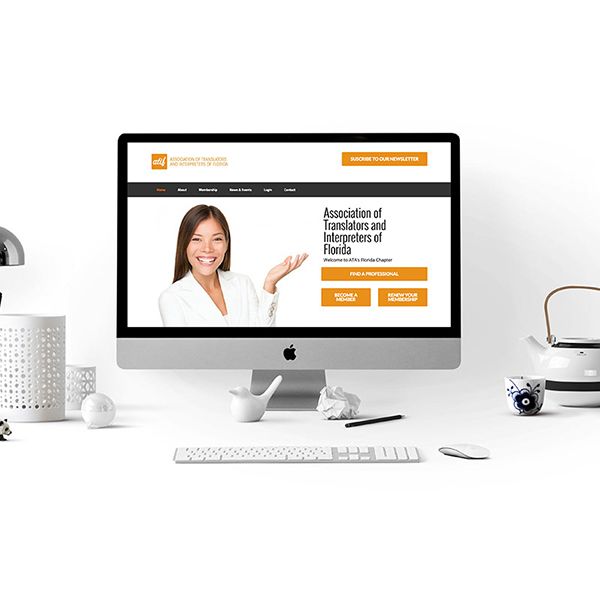 atif
ASSOCIATION OF TRANSLATORS
AND INTERPRETERS OF FLORIDA
SUSCRIBE TO OUR NEWSLETTER
Home About Membership News & Events Login Contact
Association of
Translators and
Interpreters of
Florida
Welcome to ATA's Florida Chapter
FIND A PROFESSIONAL
BECOME A
MEMBER
RENEW YOUR
MEMBERSHIP